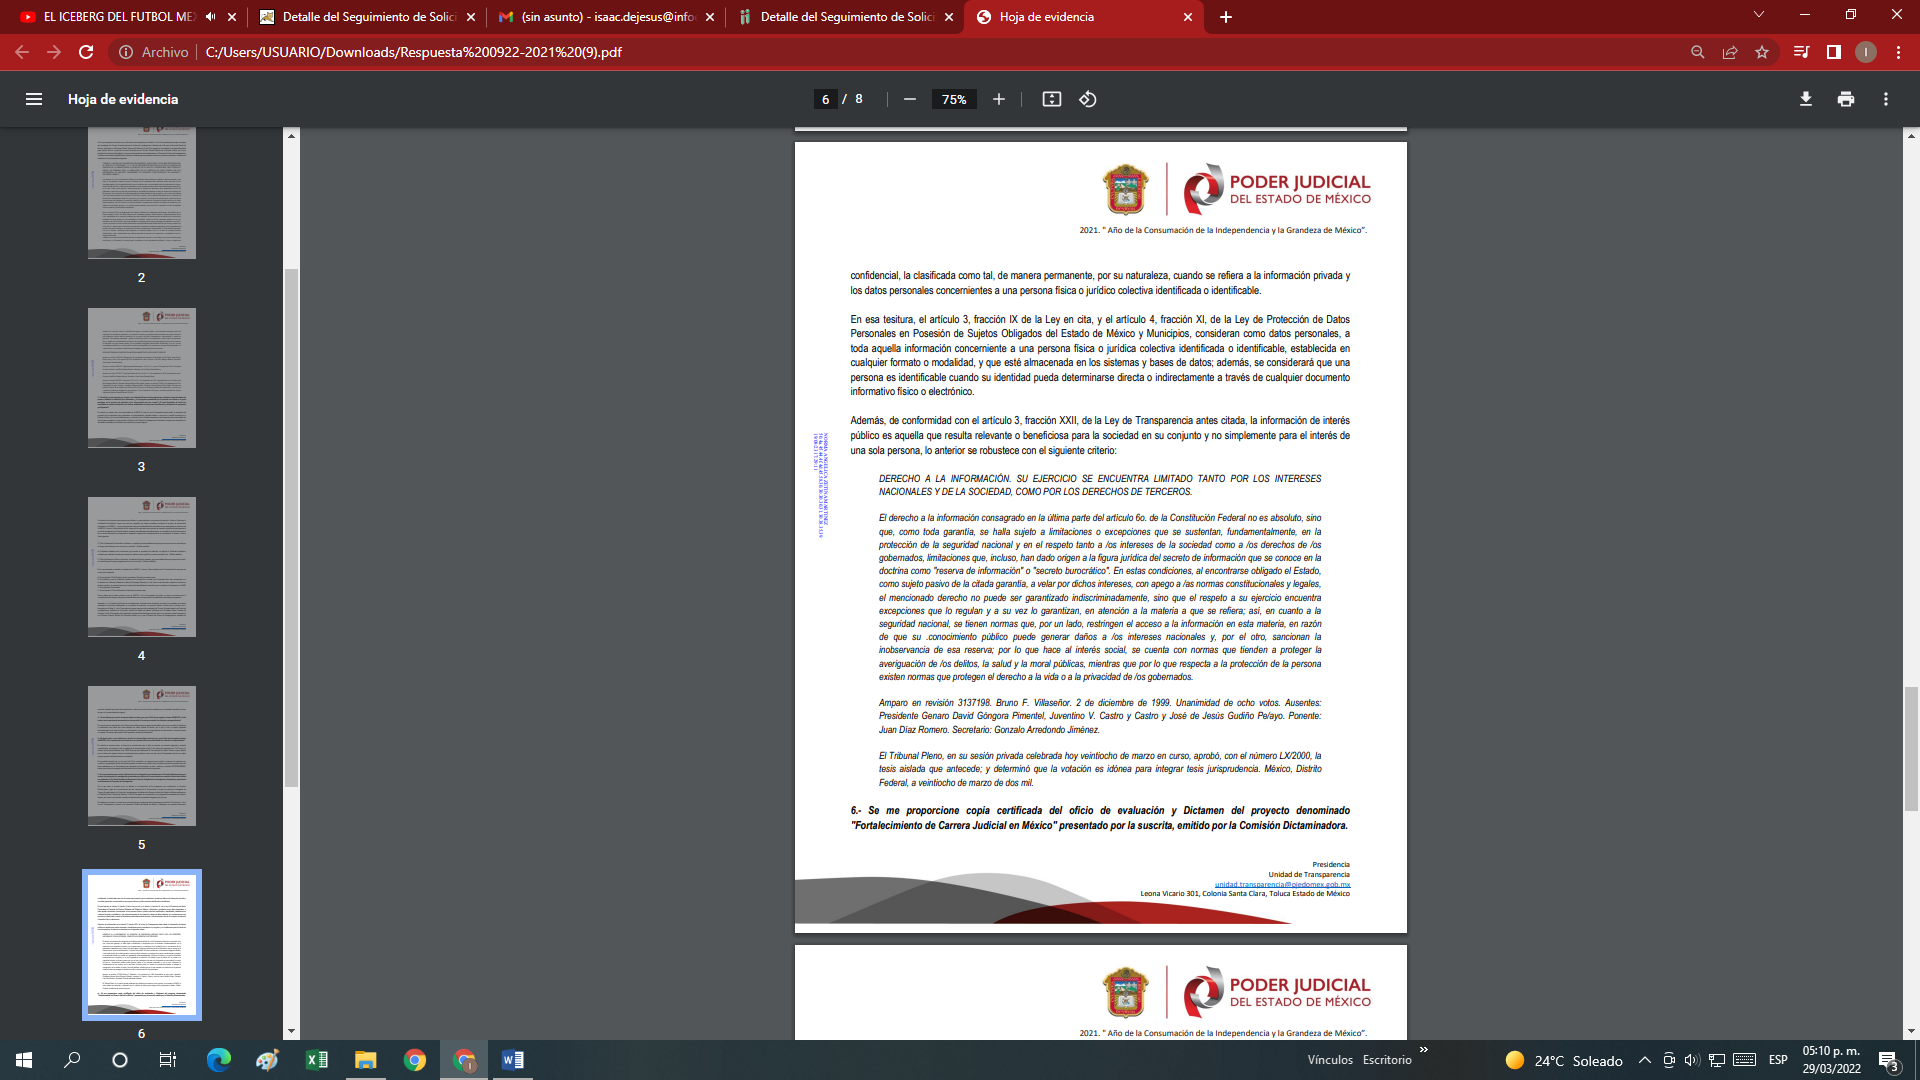 EL ICEBERG DEL FUTBOL ME
Detalle del Seguimiento de Solici
(sin asunto) - isaac.dejesus@info
Detalle del Seguimiento de Solici
Hoja de evidencia
Archivo
C:/Users/USUARIO/Downloads/Respuesta%200922-2021%20(9).pdf
I
Hoja de evidencia
6 / 8
75%
2
3
4
5
6
PODER JUDICIAL
DEL ESTADO DE MÉXICO
2021. " Año de la Consumación de la Independencia y la Grandeza de México".
confidencial, la clasificada como tal, de manera permanente, por su naturaleza, cuando se refiera a la información privada y
los datos personales concernientes a una persona física o jurídico colectiva identificada o identificable.
En esa tesitura, el artículo 3, fracción IX de la Ley en cita, y el artículo 4, fracción XI, de la Ley de Protección de Datos
Personales en Posesión de Sujetos Obligados del Estado de México y Municipios, consideran como datos personales, a
toda aquella información concerniente a una persona física o jurídica colectiva identificada o identificable, establecida en
cualquier formato o modalidad, y que esté almacenada en los sistemas y bases de datos; además, se considerará que una
persona es identificable cuando su identidad pueda determinarse directa o indirectamente a través de cualquier documento
informativo físico o electrónico.
Además, de conformidad con el artículo 3, fracción XXII, de la Ley de Transparencia antes citada, la información de interés
público es aquella que resulta relevante o beneficiosa para la sociedad en su conjunto y no simplemente para el interés de
una sola persona, lo anterior se robustece con el siguiente criterio:
DERECHO A LA INFORMACIÓN. SU EJERCICIO SE ENCUENTRA LIMITADO TANTO POR LOS INTERESES
NACIONALES Y DE LA SOCIEDAD, COMO POR LOS DERECHOS DE TERCEROS.
El derecho a la información consagrado en la última parte del artículo 6o. de la Constitución Federal no es absoluto, sino
que, como toda garantía, se halla sujeto a limitaciones o excepciones que se sustentan, fundamentalmente, en la
protección de la seguridad nacional y en el respeto tanto a /os intereses de la sociedad como a /os derechos de /os
gobernados, limitaciones que, incluso, han dado origen a la figura jurídica del secreto de información que se conoce en la
doctrina como "reserva de información" o "secreto burocrático". En estas condiciones, al encontrarse obligado el Estado,
como sujeto pasivo de la citada garantía, a velar por dichos intereses, con apego a /as normas constitucionales y legales,
el mencionado derecho no puede ser garantizado indiscriminadamente, sino que el respeto a su ejercicio encuentra
excepciones que lo regulan y a su vez lo garantizan, en atención a la materia a que se refiera; así, en cuanto a la
seguridad nacional, se tienen normas que, por un lado, restringen el acceso a la información en esta materia, en razón
de que su .conocimiento público puede generar daños a /os intereses nacionales y, por el otro, sancionan la
inobservancia de esa reserva; por lo que hace al interés social, se cuenta con normas que tienden a proteger la
averiguación de /os delitos, la salud y la moral públicas, mientras que por lo que respecta a la protección de la persona
existen normas que protegen el derecho a la vida o a la privacidad de /os gobernados.
Amparo en revisión 3137198. Bruno F. Villaseñor. 2 de diciembre de 1999. Unanimidad de ocho votos. Ausentes:
Presidente Genaro David Góngora Pimentel, Juventino V. Castro y Castro y José de Jesús Gudiño Pe/ayo. Ponente:
Juan Díaz Romero. Secretario: Gonzalo Arredondo Jiménez.
El Tribunal Pleno, en su sesión privada celebrada hoy veintiocho de marzo en curso, aprobó, con el número LX/2000, la
tesis aislada que antecede; y determinó que la votación es idónea para integrar tesis jurisprudencia. México, Distrito
Federal, a veintiocho de marzo de dos mil.
6.- Se me proporcione copia certificada del oficio de evaluación y Dictamen del proyecto denominado
"Fortalecimiento de Carrera Judicial en México" presentado por la suscrita, emitido por la Comisión Dictaminadora.
Presidencia
Unidad de Transparencia
unidad.transparencia@pjedomex.gob.mx
Leona Vicario 301, Colonia Santa Clara, Toluca Estado de México
PODER JUDICIAL
DEL ESTADO DE MÉXICO
2021. " Año de la Consumación de la Independencia y la Grandeza de México".
Vínculos
Escritorio
24°C Soleado
ESP
05:10 p. m.
29/03/2022
3